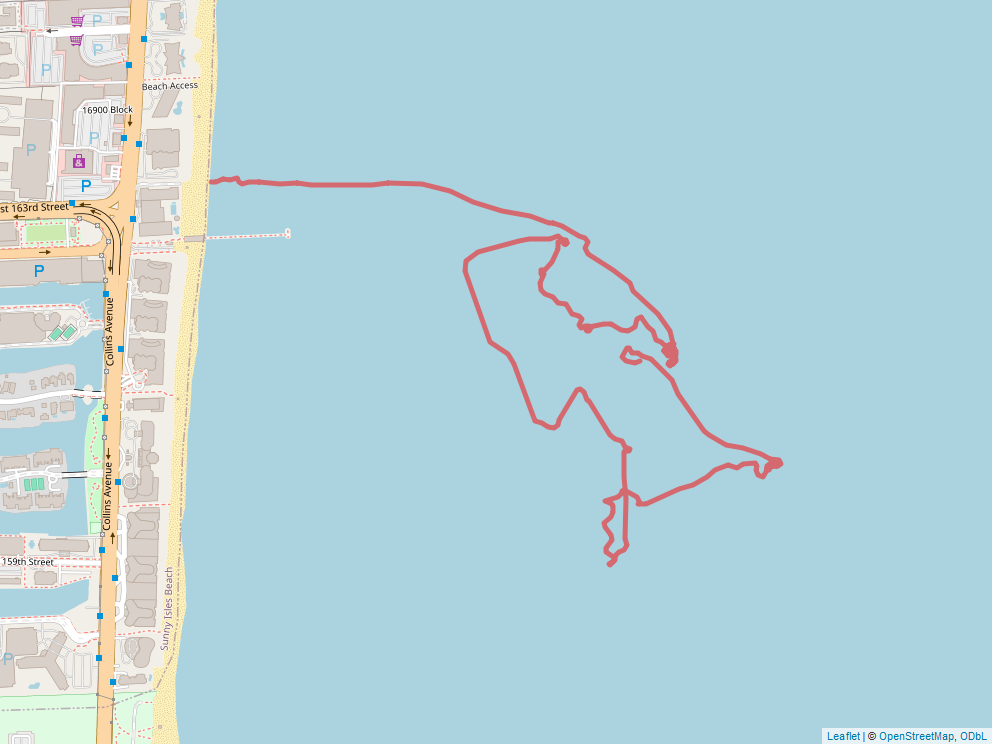 P
P
P
Beach Access
16900 Block
P
P
P
st 163rd Street
P
Collins Avenue
Collins Avenue
159th Street
Sunny Isles Beach
P
Leaflet | © OpenStreetMap, ODbL